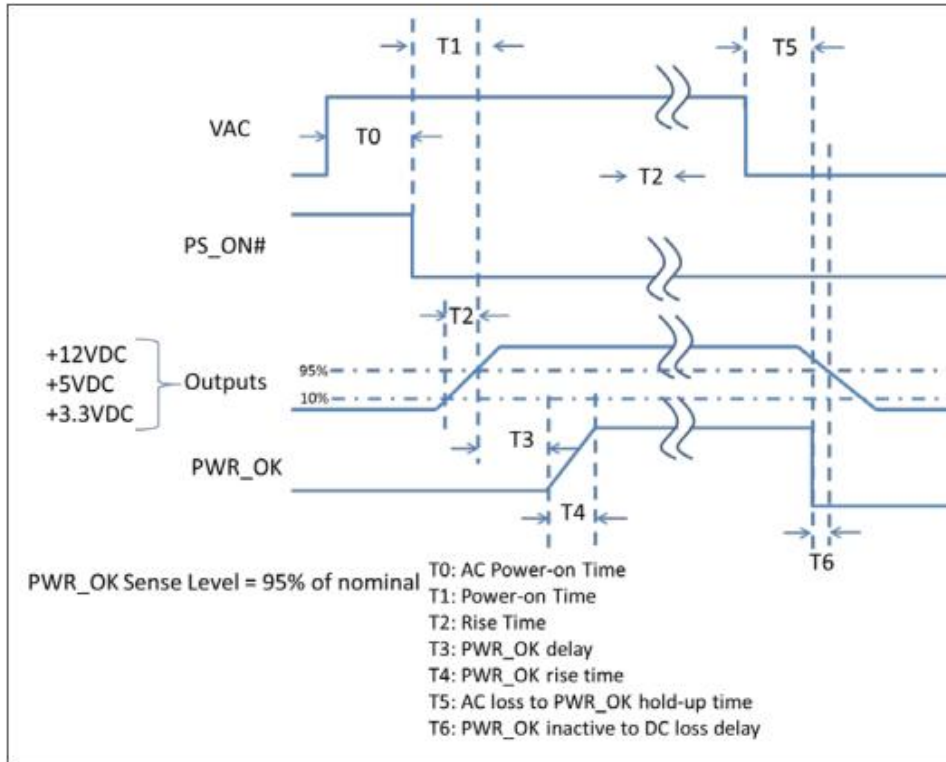 T1
T5
VAC
T0
T2
PS_ON#
T2
+12VDC
+5VDC
+3.3VDC
Outputs
95%
10%
T3
PWR_OK
T4
T6
PWR_OK Sense Level = 95% of nominal
T0: AC Power-on Time
T1: Power-on Time
T2: Rise Time
T3: PWR_OK delay
T4: PWR_OK rise time
T5: AC loss to PWR_OK hold-up time
T6: PWR_OK inactive to DC loss delay